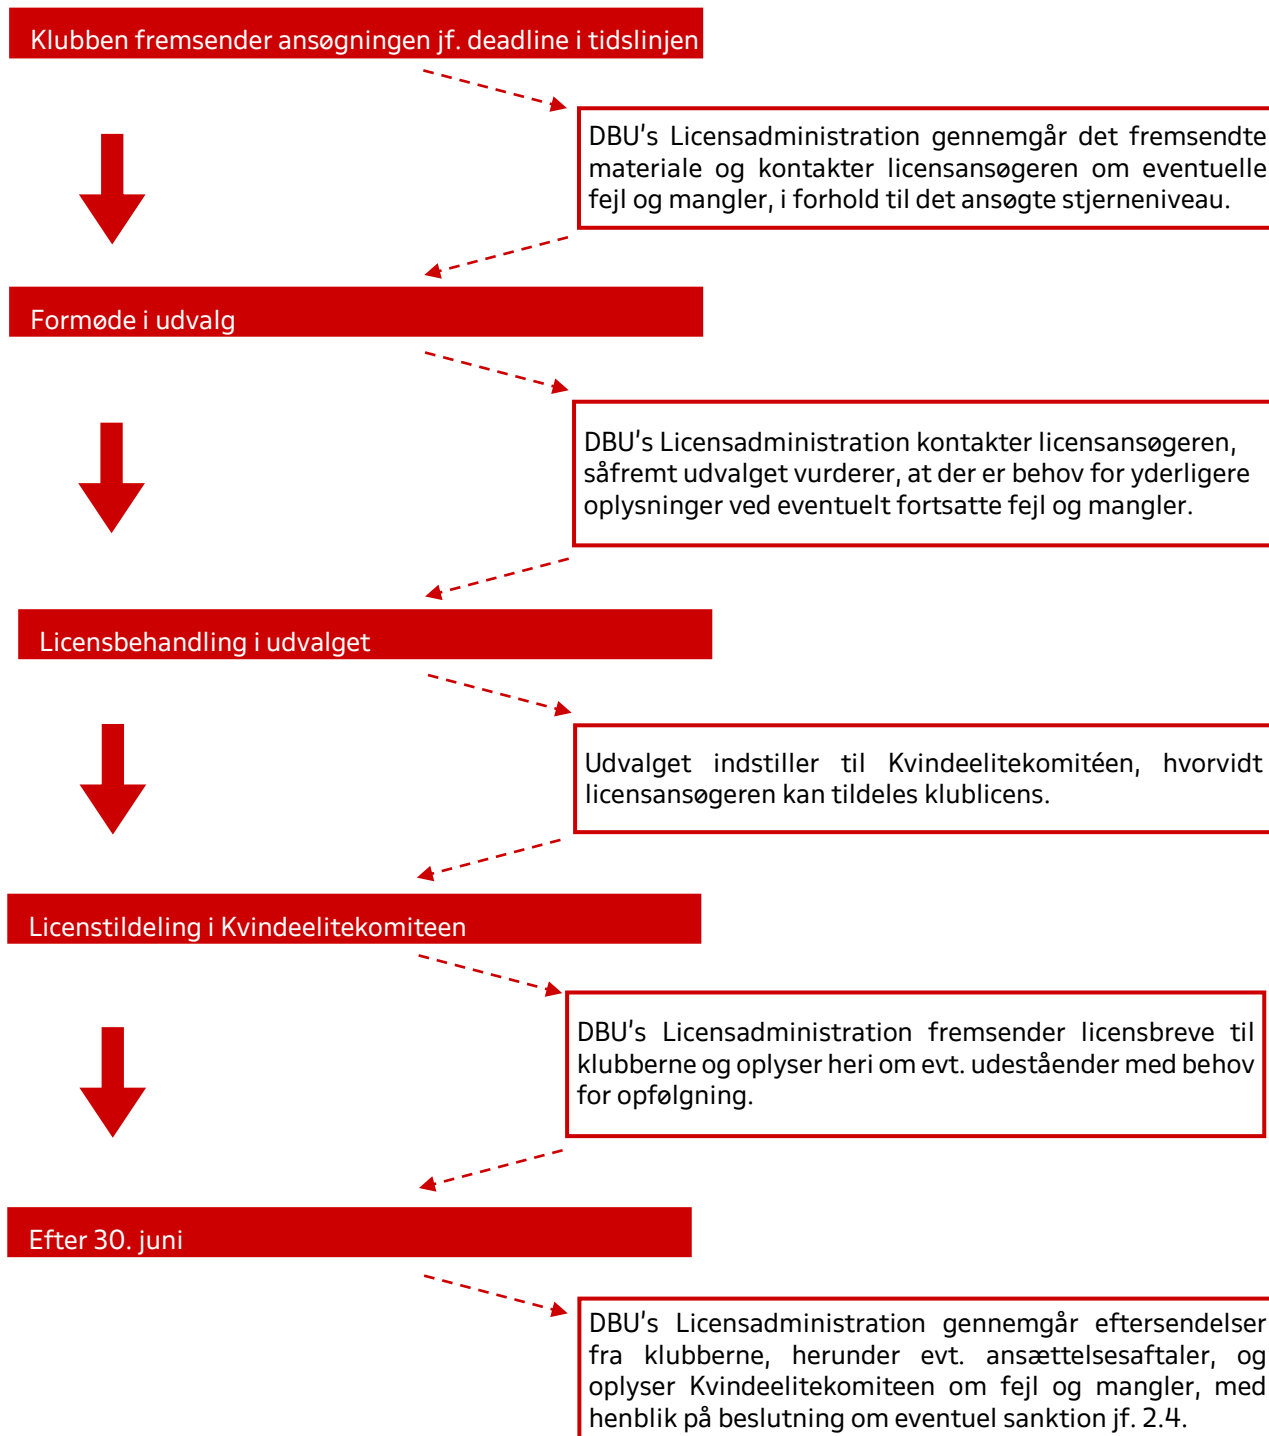 Klubben fremsender ansøgningen jf. deadline i tidslinjen
DBU's Licensadministration gennemgår det fremsendte
materiale og kontakter licensansøgeren om eventuelle
fejl og mangler, i forhold til det ansøgte stjerneniveau.
Formøde i udvalg
DBU's Licensadministration kontakter licensansøgeren,
såfremt udvalget vurderer, at der er behov for yderligere
oplysninger ved eventuelt fortsatte fejl og mangler.
Licensbehandling i udvalget
Udvalget indstiller til Kvindeelitekomitéen, hvorvidt
licensansøgeren kan tildeles klublicens.
Licenstildeling i Kvindeelitekomiteen
DBU's Licensadministration fremsender licensbreve til
klubberne og oplyser heri om evt. udeståender med behov
for opfølgning.
Efter 30. juni
DBU's Licensadministration gennemgår eftersendelser
fra klubberne, herunder evt. ansættelsesaftaler, og
oplyser Kvindeelitekomiteen om fejl og mangler, med
henblik på beslutning om eventuel sanktion jf. 2.4.